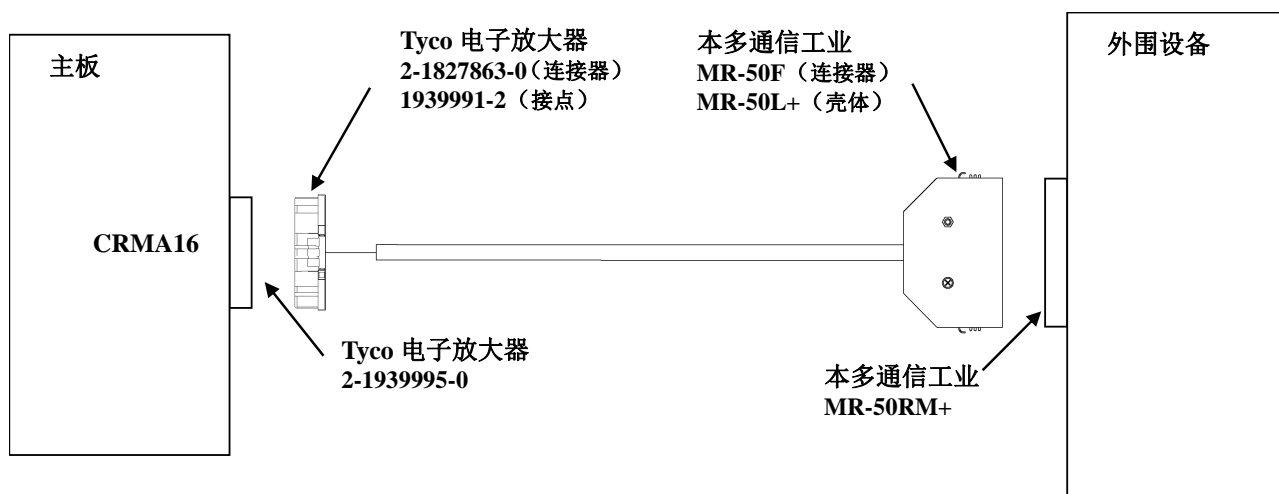 主板
Tyco 电子放大器
2-1827863-0（连接器）
1939991-2（接点）
本多通信工业
MR-50F（连接器）
MR-50L+（壳体）
外围设备
CRMA16
Tyco 电子放大器
2-1939995-0
本多通信工业
MR-50RM+